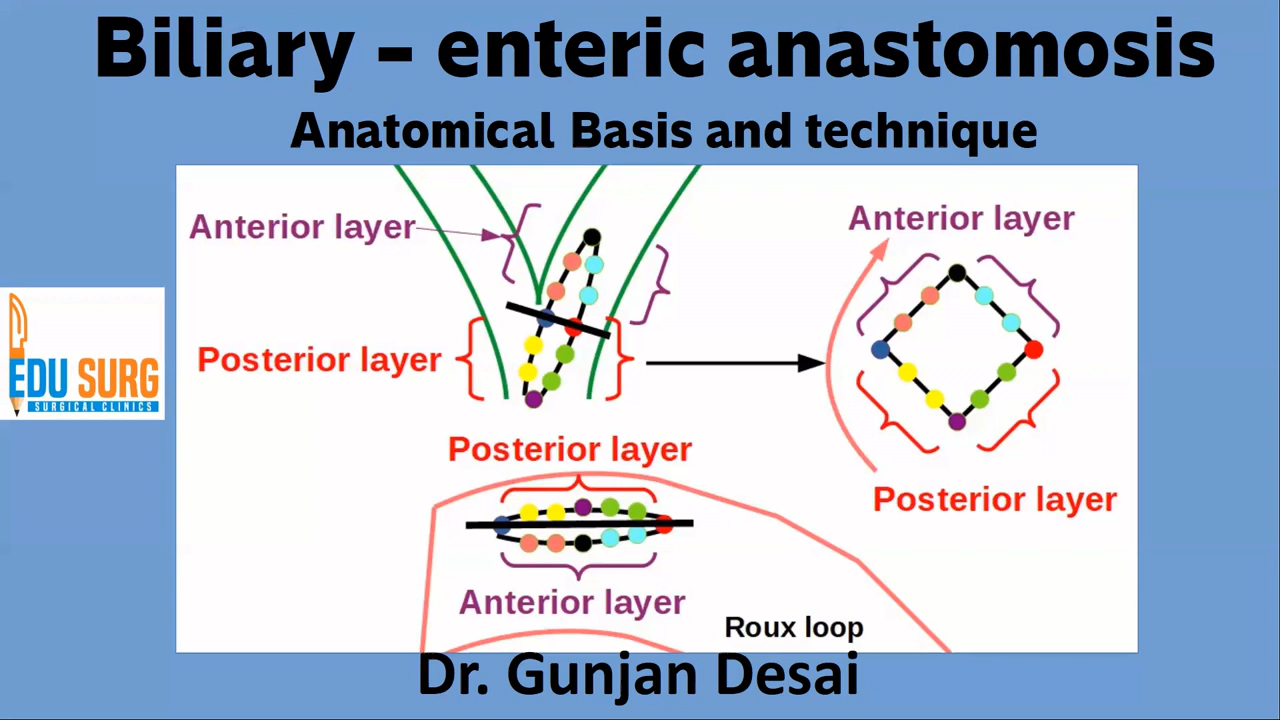 Biliary – enteric anastomosis
Anatomical Basis and technique
Anterior layer
Anterior layer
EDU SURG
SURGICAL CLINICS
Posterior layer
Posterior layer
Posterior layer
Anterior layer
Roux loop
Dr. Gunjan Desai